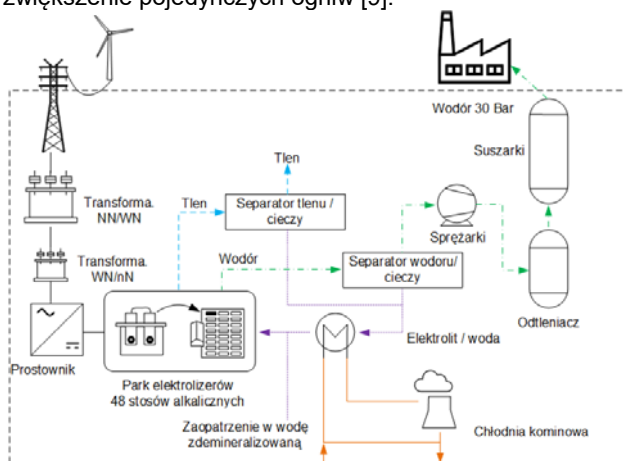 zwiększenie pojedynczych ogniw [9].
Wodór 30 Bar
Suszarki
Tlen
Transforma.
NN/WN
Tlen
Separator tlenu /
cieczy
Sprężarki
Transforma.
WN/nN
Wodór
Separator wodoru/
cieczy
Odtleniacz
Elektrolit / woda
Prostownik
Park elektrolizerów
48 stosów alkalicznych
Zaopatrzenie w wodę
zdemineralizowaną
Chłodnia kominowa